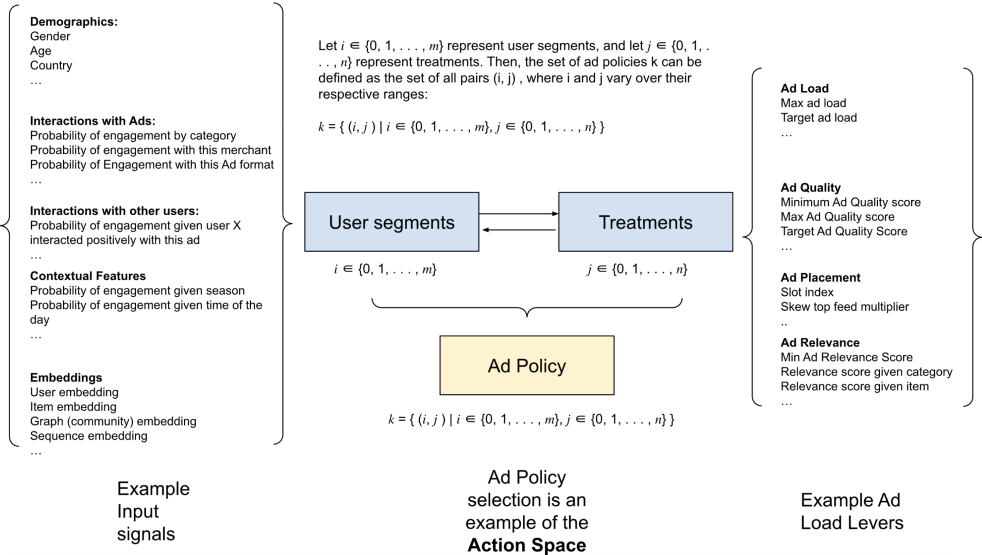 Demographics:
Gender
Age
Country
…
Interactions with Ads:
Probability of engagement by category
Probability of engagement with this merchant
Probability of Engagement with this Ad format
…
Interactions with other users:
Probability of engagement given user X
interacted positively with this ad
…
Contextual Features
Probability of engagement given season
Probability of engagement given time of the
day
…
Embeddings
User embedding
Item embedding
Graph (community) embedding
Sequence embedding
…
Example
Input
signals
Let i ∈ {0, 1, . . . , m} represent user segments, and let j ∈ {0, 1, .
. . , n} represent treatments. Then, the set of ad policies k can be
defined as the set of all pairs (i, j) , where i and j vary over their
respective ranges:
k = { (i, j ) | i ∈ {0, 1, . . . , m}, j ∈ {0, 1, . . . , n} }
User segments
Treatments
i ∈ {0, 1, . . . , m}
j ∈ {0, 1, . . . , n}
Ad Policy
k = { (i, j ) | i ∈ {0, 1, . . . , m}, j ∈ {0, 1, . . . , n} }
Ad Policy
selection is an
example of the
Action Space
Ad Load
Max ad load
Target ad load
…
Ad Quality
Minimum Ad Quality score
Max Ad Quality score
Target Ad Quality Score
…
Ad Placement
Slot index
Skew top feed multiplier
..
Ad Relevance
Min Ad Relevance Score
Relevance score given category
Relevance score given item
…
Example Ad
Load Levers